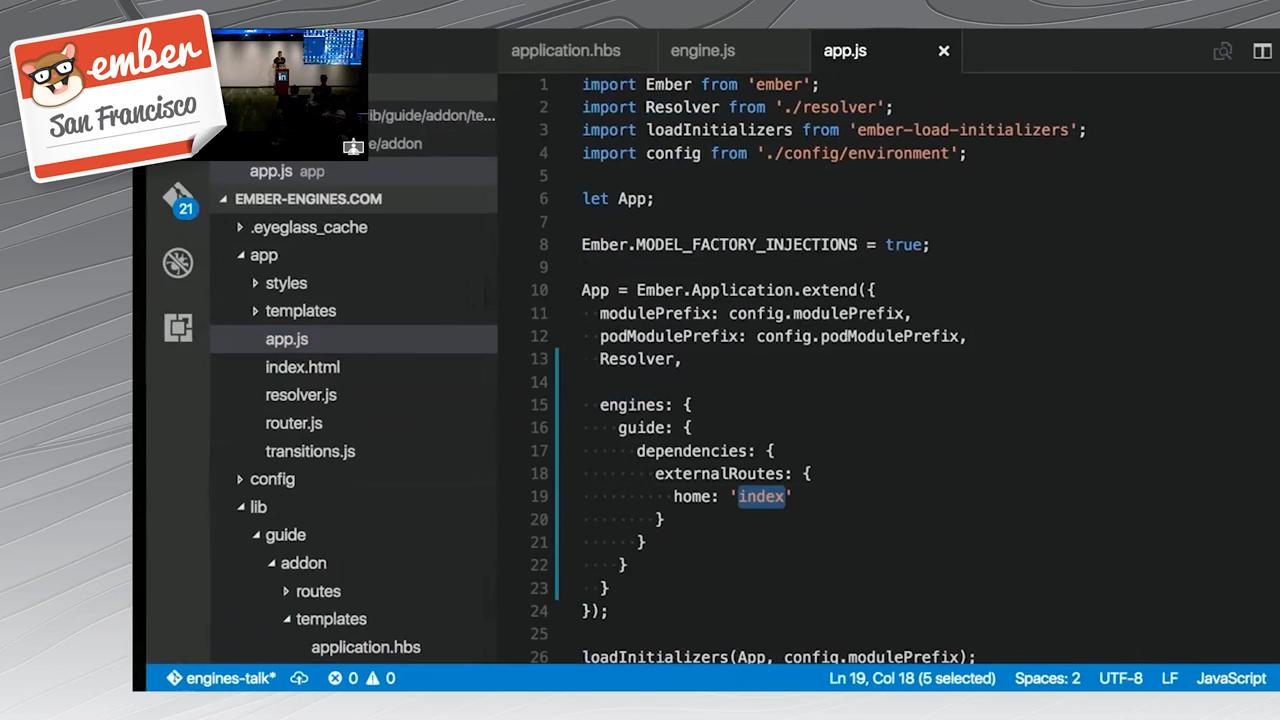 ember
San Francisco
application.hbs
engine.js
app.js
ib/guide/addon/te...
e/addon
app.js app
21
EMBER-ENGINES.COM
.eyeglass_cache
app
styles
templates
app.js
index.html
resolver.js
router.js
transitions.js
config
lib
guide
addon
routes
templates
application.hbs
1 import Ember from 'ember';
2 import Resolver from './resolver';
3 import loadInitializers from 'ember-load-initializers';
4 import config from './config/environment';
5
6 let App;
7
8 Ember.MODEL_FACTORY_INJECTIONS = true;
9
10 App = Ember.Application.extend({
11 modulePrefix: config.modulePrefix,
12 podModulePrefix: config.podModulePrefix,
13 Resolver,
14
15 engines: {
16 guide: {
17 dependencies: {
18 externalRoutes: {
19 home: 'index'
20 }
21 }
22 }
23 }
24 });
25
26 loadInitializers(App, config.modulePrefix);
engines-talk* 0 0 Ln 19, Col 18 (5 selected) Spaces: 2 UTF-8 LF JavaScript